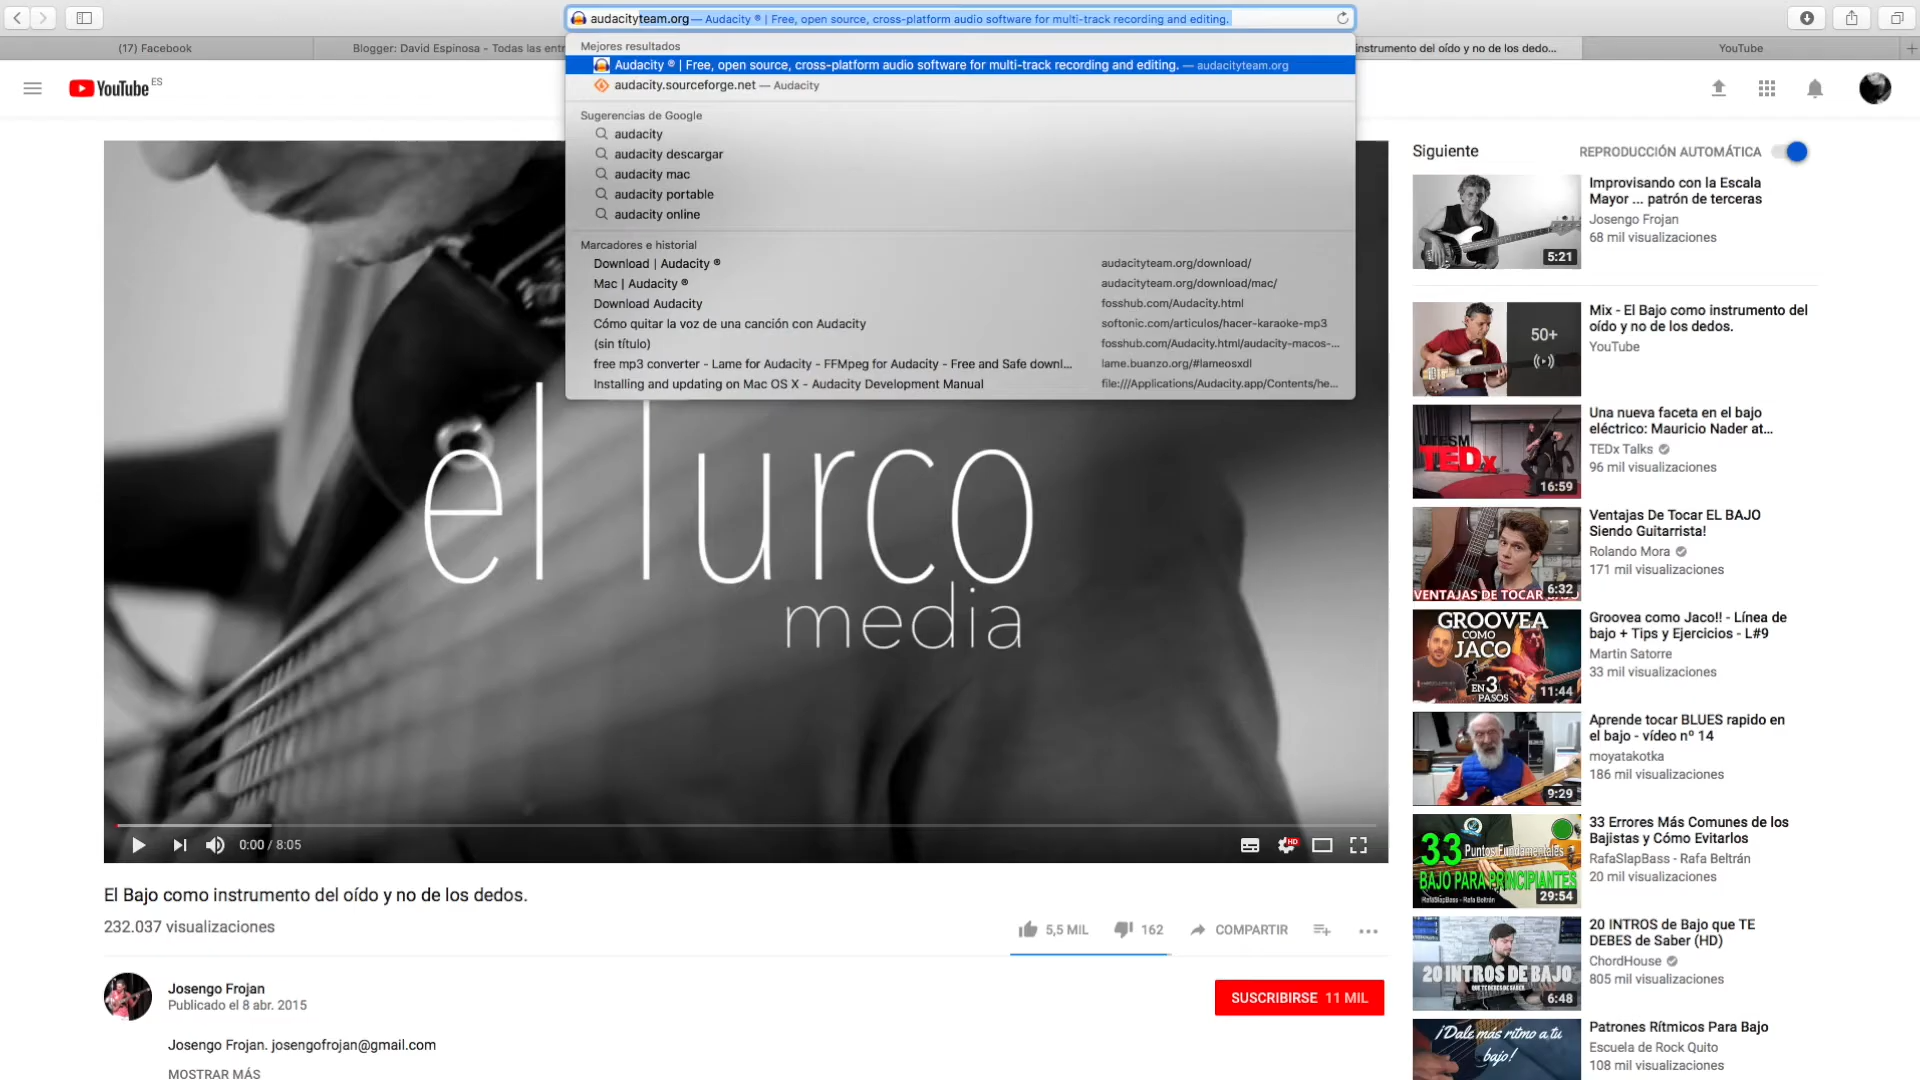 audacityteam.org — Audacity ® | Free, open source, cross-platform audio software for multi-track recording and editing.
(17) Facebook
Blogger: David Espinosa - Todas las entr
instrumento del oído y no de los dedo...
YouTube
Mejores resultados
Audacity ® | Free, open source, cross-platform audio software for multi-track recording and editing. — audacityteam.org
audacity.sourceforge.net — Audacity
Sugerencias de Google
audacity
audacity descargar
audacity mac
audacity portable
audacity online
Marcadores e historial
Download | Audacity ® audacityteam.org/download/
Mac | Audacity ® audacityteam.org/download/mac/
Download Audacity fosshub.com/Audacity.html
Cómo quitar la voz de una canción con Audacity softonic.com/articulos/hacer-karaoke-mp3
(sin título) fosshub.com/Audacity.html/audacity-macos-...
free mp3 converter - Lame for Audacity - FFMpeg for Audacity - Free and Safe downl... lame.buanzo.org/#lameosxdl
Installing and updating on Mac OS X - Audacity Development Manual file:///Applications/Audacity.app/Contents/he...
YouTube ES
el Turco
media
0:00 / 8:05
HD
El Bajo como instrumento del oído y no de los dedos.
232.037 visualizaciones
5,5 MIL 162 COMPARTIR
Josengo Frojan
Publicado el 8 abr. 2015
SUSCRIBIRSE 11 MIL
Josengo Frojan. josengofrojan@gmail.com
MOSTRAR MÁS
Siguiente REPRODUCCIÓN AUTOMÁTICA
5:21
Improvisando con la Escala
Mayor ... patrón de terceras
Josengo Frojan
68 mil visualizaciones
50+
Mix - El Bajo como instrumento del
oído y no de los dedos.
YouTube
TEDx
16:59
Una nueva faceta en el bajo
eléctrico: Mauricio Nader at...
TEDx Talks
96 mil visualizaciones
VENTAJAS DE TOCAR
6:32
Ventajas De Tocar EL BAJO
Siendo Guitarrista!
Rolando Mora
171 mil visualizaciones
GROOVEA
COMO
JACO
EN 3
PASOS
11:44
Groovea como Jaco!! - Línea de
bajo + Tips y Ejercicios - L#9
Martin Satorre
33 mil visualizaciones
9:29
Aprende tocar BLUES rapido en
el bajo - vídeo nº 14
moyatakotka
186 mil visualizaciones
33 Puntos Fundamentales
BAJO PARA PRINCIPIANTES
RafaSlapBass - Rafa Beltrán
29:54
33 Errores Más Comunes de los
Bajistas y Cómo Evitarlos
RafaSlapBass - Rafa Beltrán
20 mil visualizaciones
20 INTROS DE BAJO
QUE TE DEBES DE SABER
6:48
20 INTROS de Bajo que TE
DEBES de Saber (HD)
ChordHouse
805 mil visualizaciones
¡Dale más ritmo a tu
bajo!
Patrones Rítmicos Para Bajo
Escuela de Rock Quito
108 mil visualizaciones